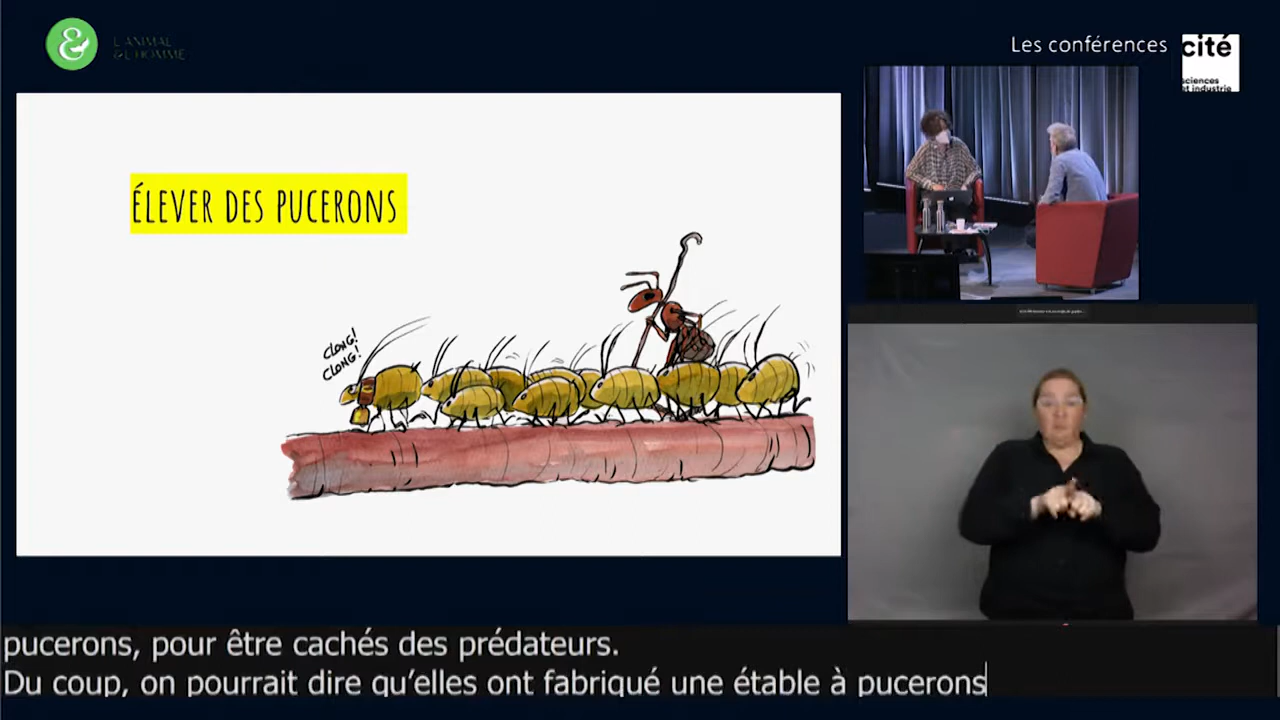 L'ANIMAL
&L'HOMME
Les conférences
cité
sciences
et industrie
ÉLEVER DES PUCERONS
CLONG!
CLONG!
pucerons, pour être cachés des prédateurs.
Du coup, on pourrait dire qu'elles ont fabriqué une étable à pucerons